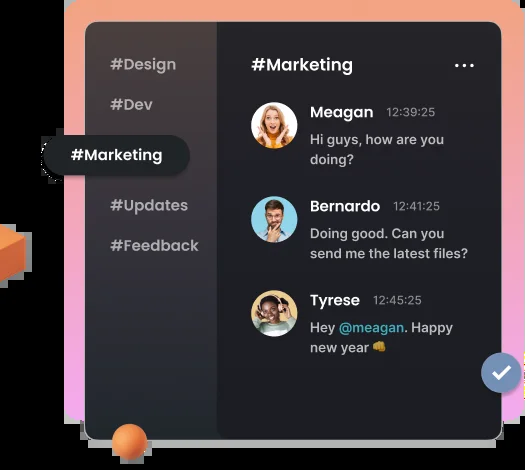 #Design
#Dev
#Marketing
#Updates
#Feedback
#Marketing
Meagan 12:39:25
Hi guys, how are you
doing?
Bernardo 12:41:25
Doing good. Can you
send me the latest files?
Tyrese 12:45:25
Hey @meagan. Happy
new year 👊